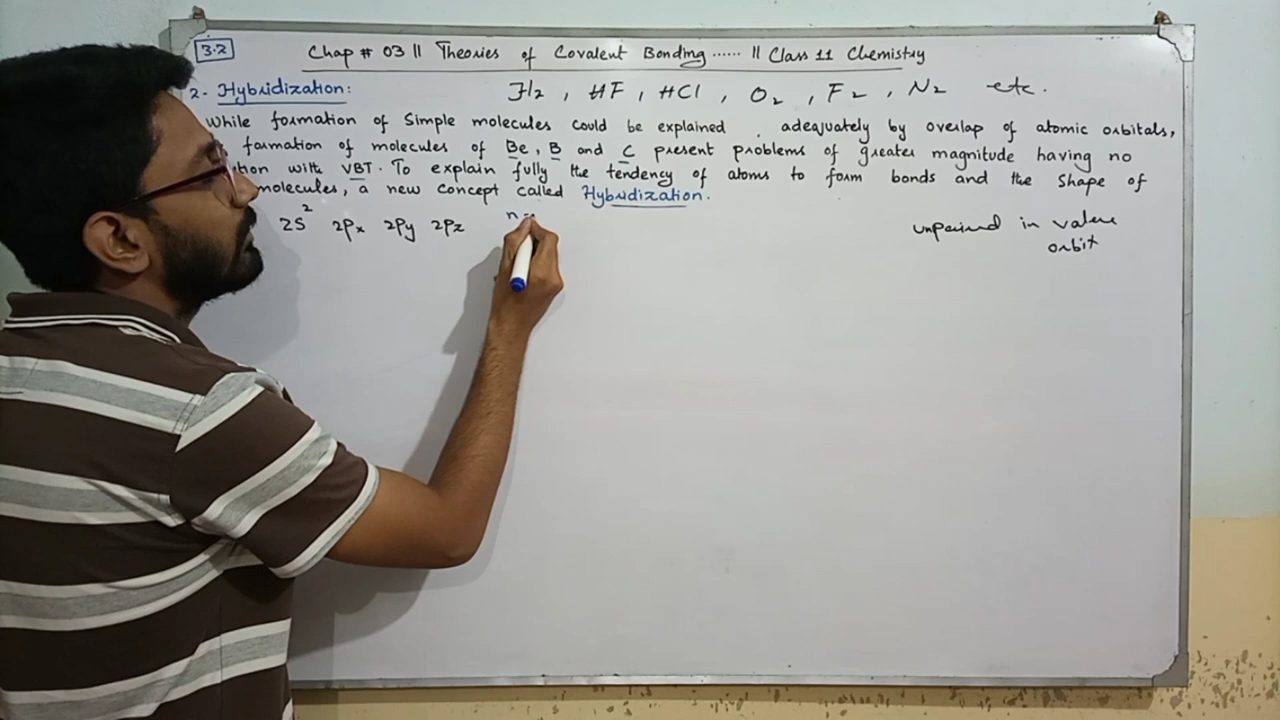 3.2
Chap # 03 || Theories of Covalent Bonding ...... || Class 11 Chemistry
2. Hybridization:
H2, HF, HCl, O2, F2, N2 etc.
While formation of Simple molecules could be explained adequately by overlap of atomic orbitals,
formation of molecules of Be, B and C present problems of greater magnitude having no
with VBT. To explain fully the tendency of atoms to form bonds and the shape of
molecules, a new concept called Hybridization.
2S² 2Px 2Py 2Pz n=
unpaired in valence
orbit